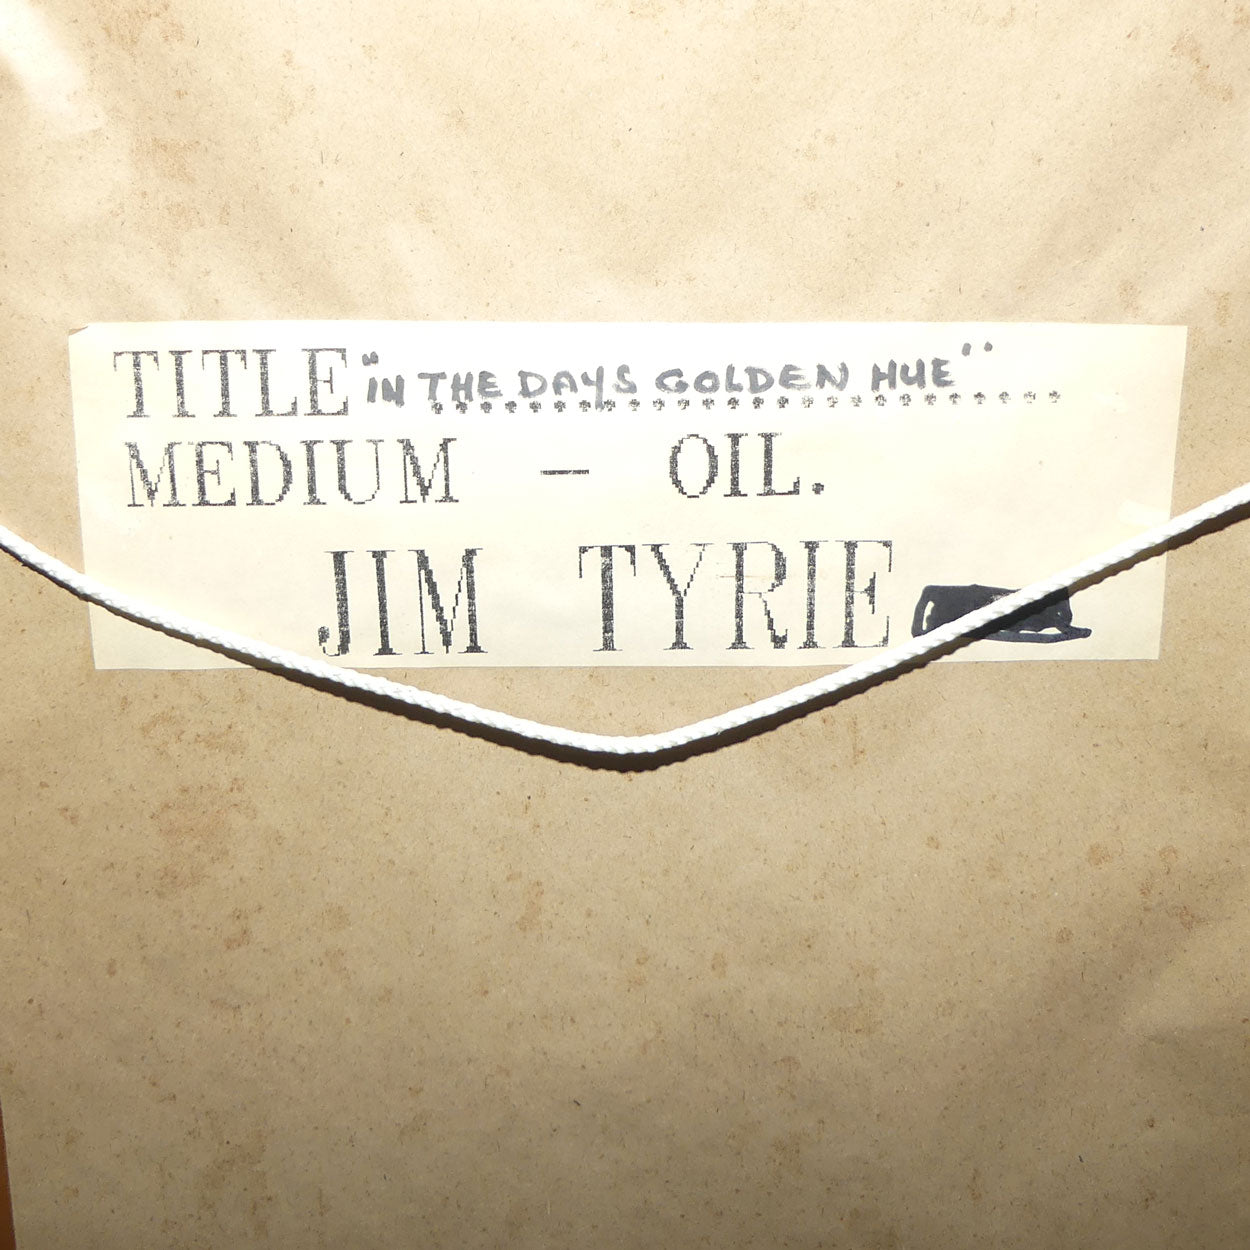 TITLE "IN THE DAYS GOLDEN HUE"
MEDIUM - OIL.
JIM TYRIE